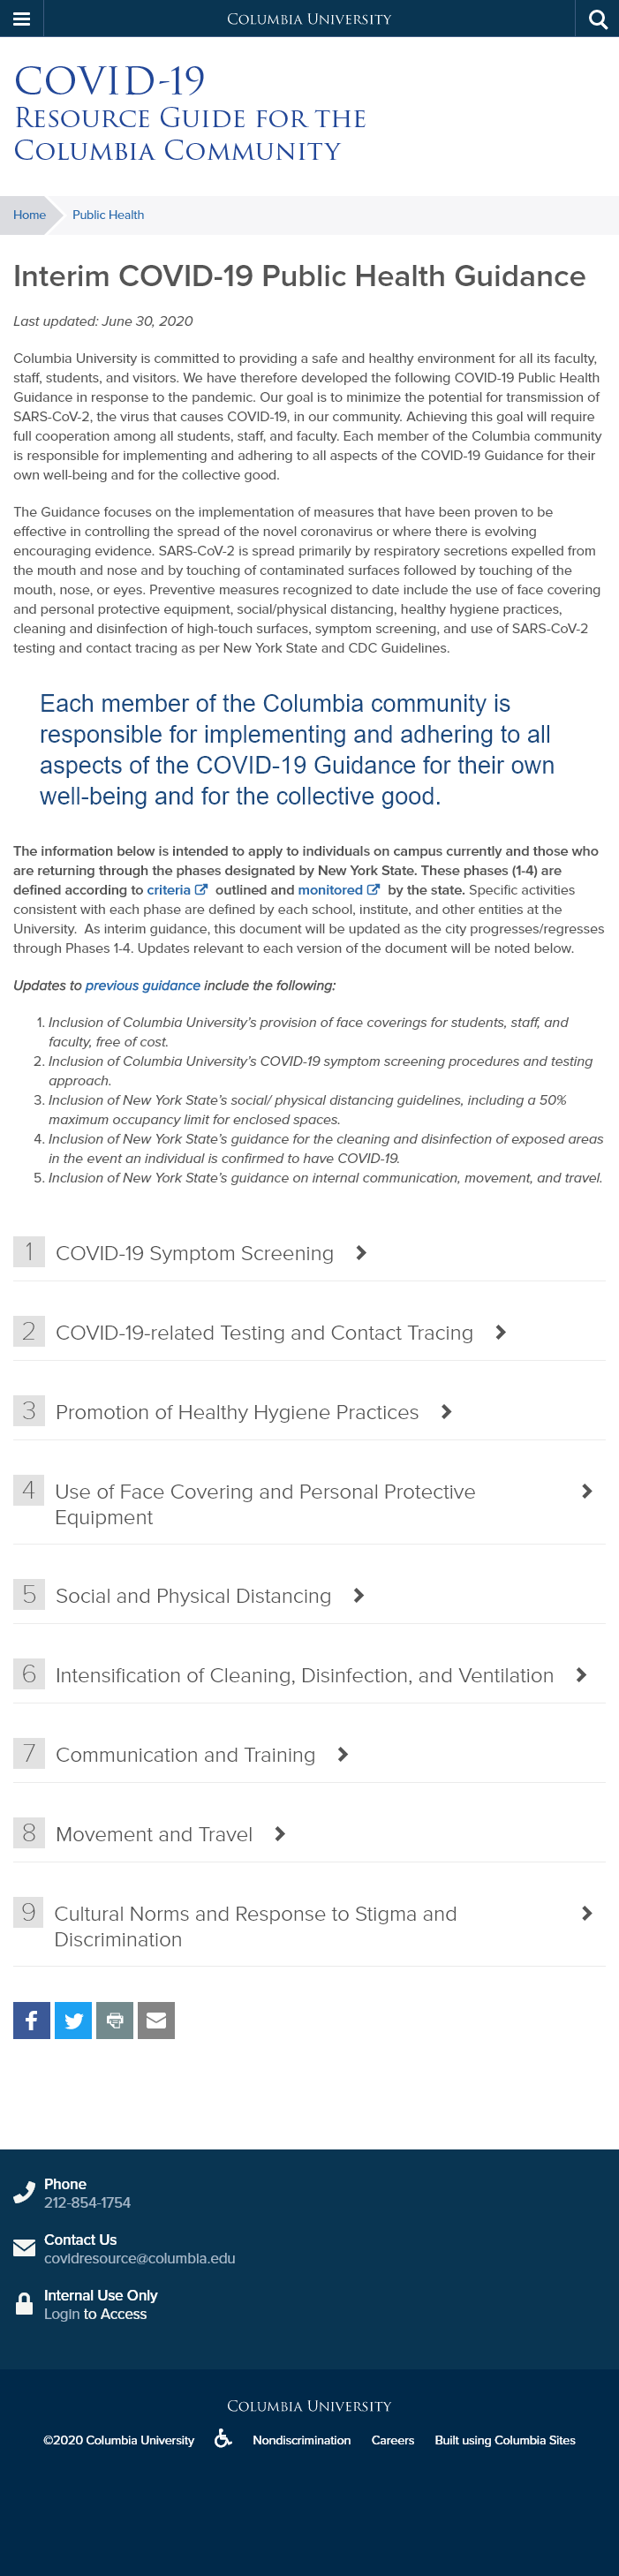 Columbia University
COVID-19
Resource Guide for the
Columbia Community
Home Public Health
Interim COVID-19 Public Health Guidance
Last updated: June 30, 2020
Columbia University is committed to providing a safe and healthy environment for all its faculty,
staff, students, and visitors. We have therefore developed the following COVID-19 Public Health
Guidance in response to the pandemic. Our goal is to minimize the potential for transmission of
SARS-CoV-2, the virus that causes COVID-19, in our community. Achieving this goal will require
full cooperation among all students, staff, and faculty. Each member of the Columbia community
is responsible for implementing and adhering to all aspects of the COVID-19 Guidance for their
own well-being and for the collective good.
The Guidance focuses on the implementation of measures that have been proven to be
effective in controlling the spread of the novel coronavirus or where there is evolving
encouraging evidence. SARS-CoV-2 is spread primarily by respiratory secretions expelled from
the mouth and nose and by touching of contaminated surfaces followed by touching of the
mouth, nose, or eyes. Preventive measures recognized to date include the use of face covering
and personal protective equipment, social/physical distancing, healthy hygiene practices,
cleaning and disinfection of high-touch surfaces, symptom screening, and use of SARS-CoV-2
testing and contact tracing as per New York State and CDC Guidelines.
Each member of the Columbia community is
responsible for implementing and adhering to all
aspects of the COVID-19 Guidance for their own
well-being and for the collective good.
The information below is intended to apply to individuals on campus currently and those who
are returning through the phases designated by New York State. These phases (1-4) are
defined according to criteria outlined and monitored by the state. Specific activities
consistent with each phase are defined by each school, institute, and other entities at the
University. As interim guidance, this document will be updated as the city progresses/regresses
through Phases 1-4. Updates relevant to each version of the document will be noted below.
Updates to previous guidance include the following:
1. Inclusion of Columbia University's provision of face coverings for students, staff, and
faculty, free of cost.
2. Inclusion of Columbia University's COVID-19 symptom screening procedures and testing
approach.
3. Inclusion of New York State's social/ physical distancing guidelines, including a 50%
maximum occupancy limit for enclosed spaces.
4. Inclusion of New York State's guidance for the cleaning and disinfection of exposed areas
in the event an individual is confirmed to have COVID-19.
5. Inclusion of New York State's guidance on internal communication, movement, and travel.
1 COVID-19 Symptom Screening
2 COVID-19-related Testing and Contact Tracing
3 Promotion of Healthy Hygiene Practices
4 Use of Face Covering and Personal Protective
Equipment
5 Social and Physical Distancing
6 Intensification of Cleaning, Disinfection, and Ventilation
7 Communication and Training
8 Movement and Travel
9 Cultural Norms and Response to Stigma and
Discrimination
Phone
212-854-1754
Contact Us
covidresource@columbia.edu
Internal Use Only
Login to Access
Columbia University
©2020 Columbia University Nondiscrimination Careers Built using Columbia Sites